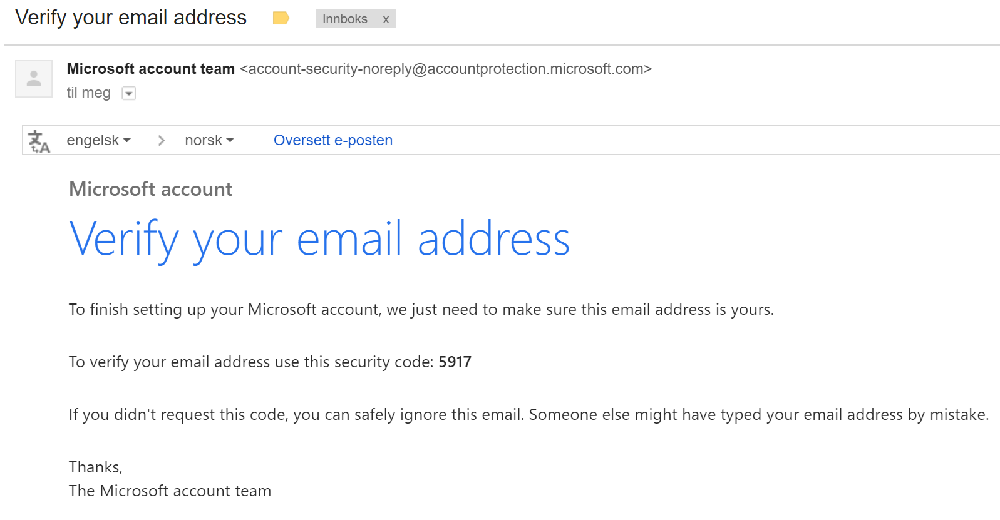 Verify your email address Innboks x
Microsoft account team <account-security-noreply@accountprotection.microsoft.com>
til meg
engelsk > norsk Oversett e-posten
Microsoft account
Verify your email address
To finish setting up your Microsoft account, we just need to make sure this email address is yours.
To verify your email address use this security code: 5917
If you didn't request this code, you can safely ignore this email. Someone else might have typed your email address by mistake.
Thanks,
The Microsoft account team